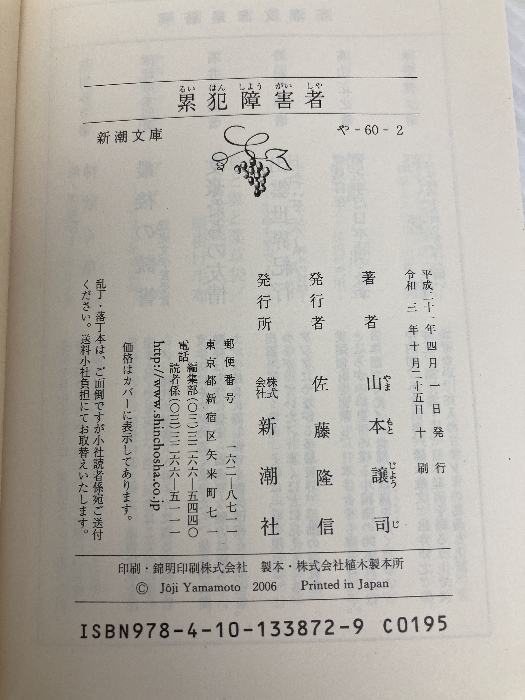 るいはんしようがいしや
累犯障害者
新潮文庫
や-60-2
平成二十一年四月一日発行
令和三年十月二十五日十刷
著者 山本譲司
やまもとじようじ
発行者 佐藤隆信
発行所 株式会社 新潮社
郵便番号 一六二―八七一一
東京都新宿区矢来町七一
電話 編集部(〇三)三二六六―五四四〇
読者係(〇三)三二六六―五一一一
http://www.shinchosha.co.jp
価格はカバーに表示してあります。
乱丁・落丁本は、ご面倒ですが小社読者係宛ご送付
ください。送料小社負担にてお取替えいたします。
印刷・錦明印刷株式会社 製本・株式会社植木製本所
© Jōji Yamamoto 2006 Printed in Japan
ISBN978-4-10-133872-9 C0195